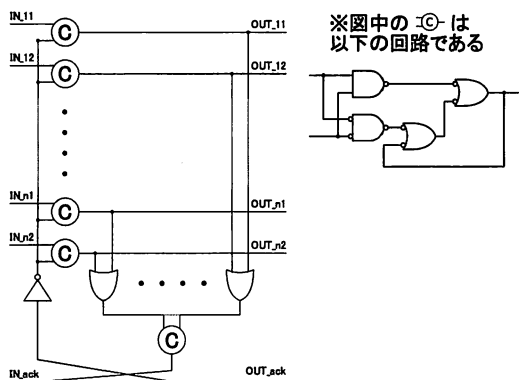 IN_11
C
OUT_11
IN_12
C
OUT_12
IN_n1
C
OUT_n1
IN_n2
C
OUT_n2
C
IN_ack
OUT_ack
※図中の C は
以下の回路である